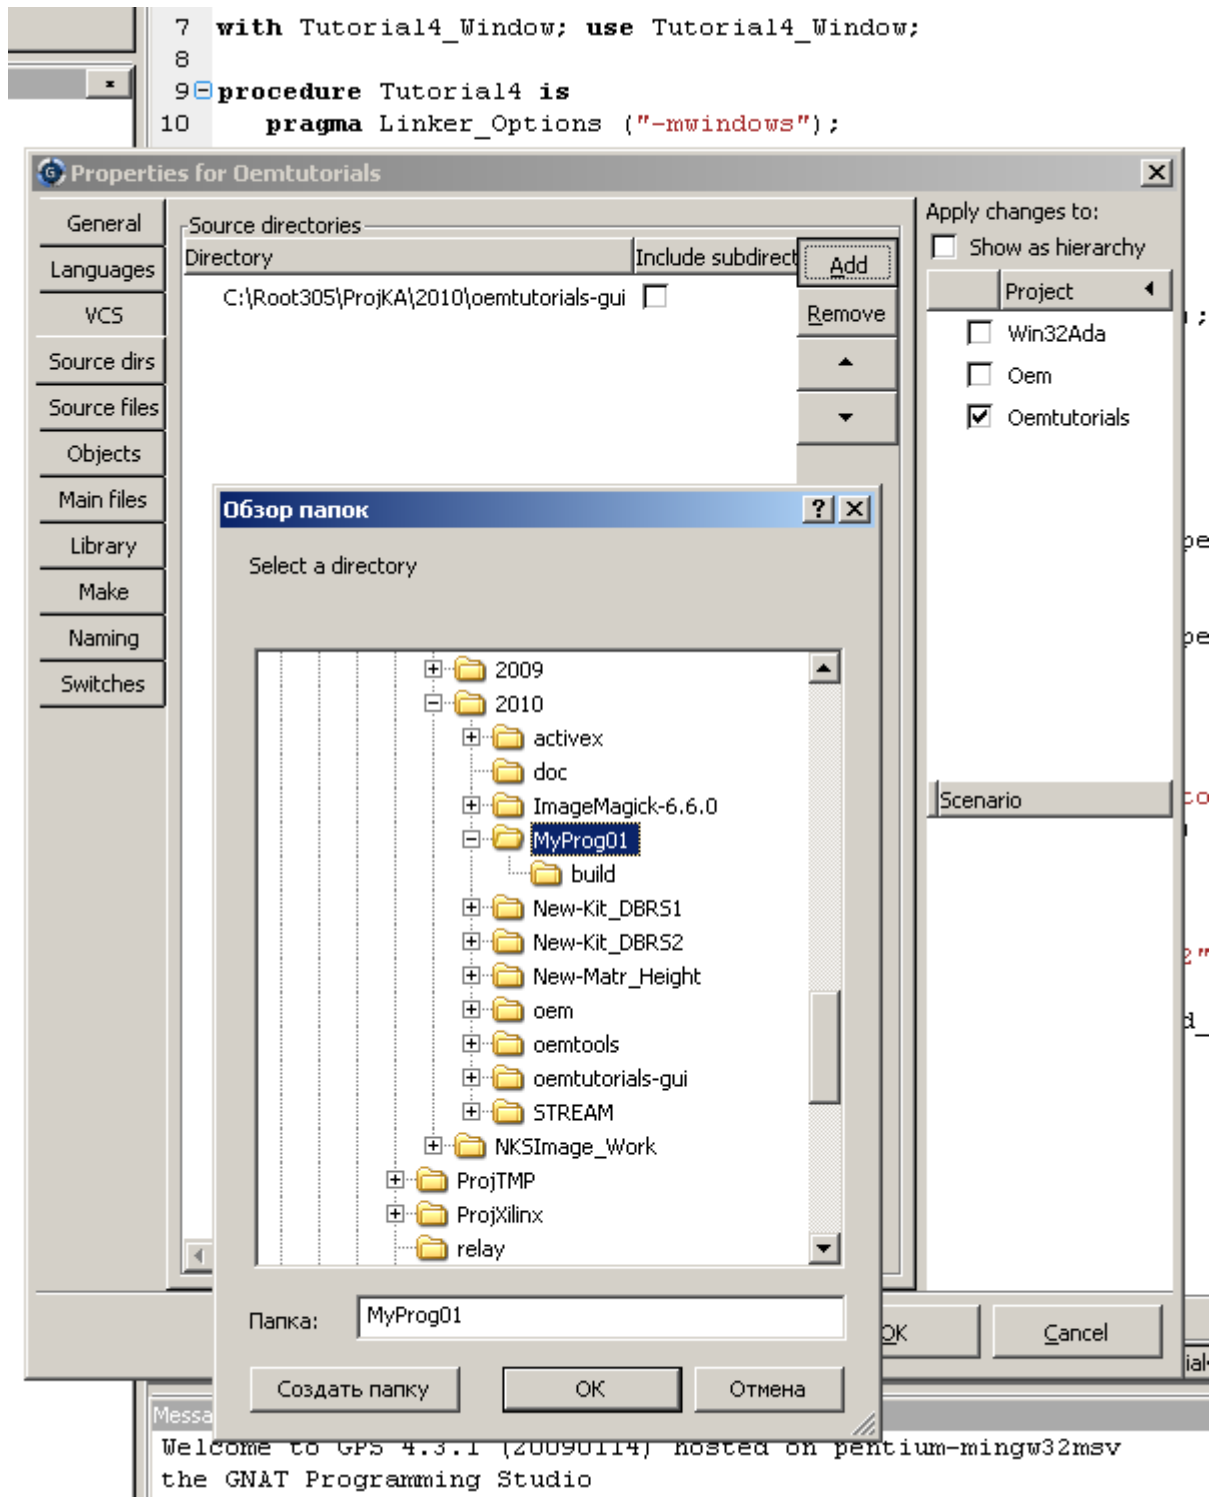 7 with Tutorial4_Window; use Tutorial4_Window;
8
9 procedure Tutorial4 is
10 pragma Linker_Options ("-mwindows");
Properties for Oemtutorials
General
Languages
VCS
Source dirs
Source files
Objects
Main files
Library
Make
Naming
Switches
Source directories
Directory Include subdirect
C:\Root305\ProjKA\2010\oemtutorials-gui
Add
Remove
Apply changes to:
Show as hierarchy
Project
Win32Ada
Oem
Oemtutorials
Scenario
Обзор папок
Select a directory
2009
2010
activex
doc
ImageMagick-6.6.0
MyProg01
build
New-Kit_DBRS1
New-Kit_DBRS2
New-Matr_Height
oem
oemtools
oemtutorials-gui
STREAM
NKSImage_Work
ProjTMP
ProjXilinx
relay
Папка: MyProg01
Создать папку OK Отмена
OK Cancel
Welcome to GPS 4.3.1 (20090114) hosted on pentium-mingw32msv
the GNAT Programming Studio